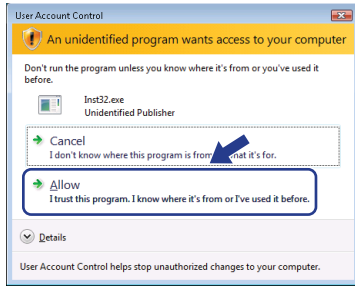 User Account Control
An unidentified program wants access to your computer
Don't run the program unless you know where it's from or you've used it
before.
Inst32.exe
Unidentified Publisher
Cancel
I don't know where this program is from hat it's for.
Allow
I trust this program. I know where it's from or I've used it before.
Details
User Account Control helps stop unauthorized changes to your computer.